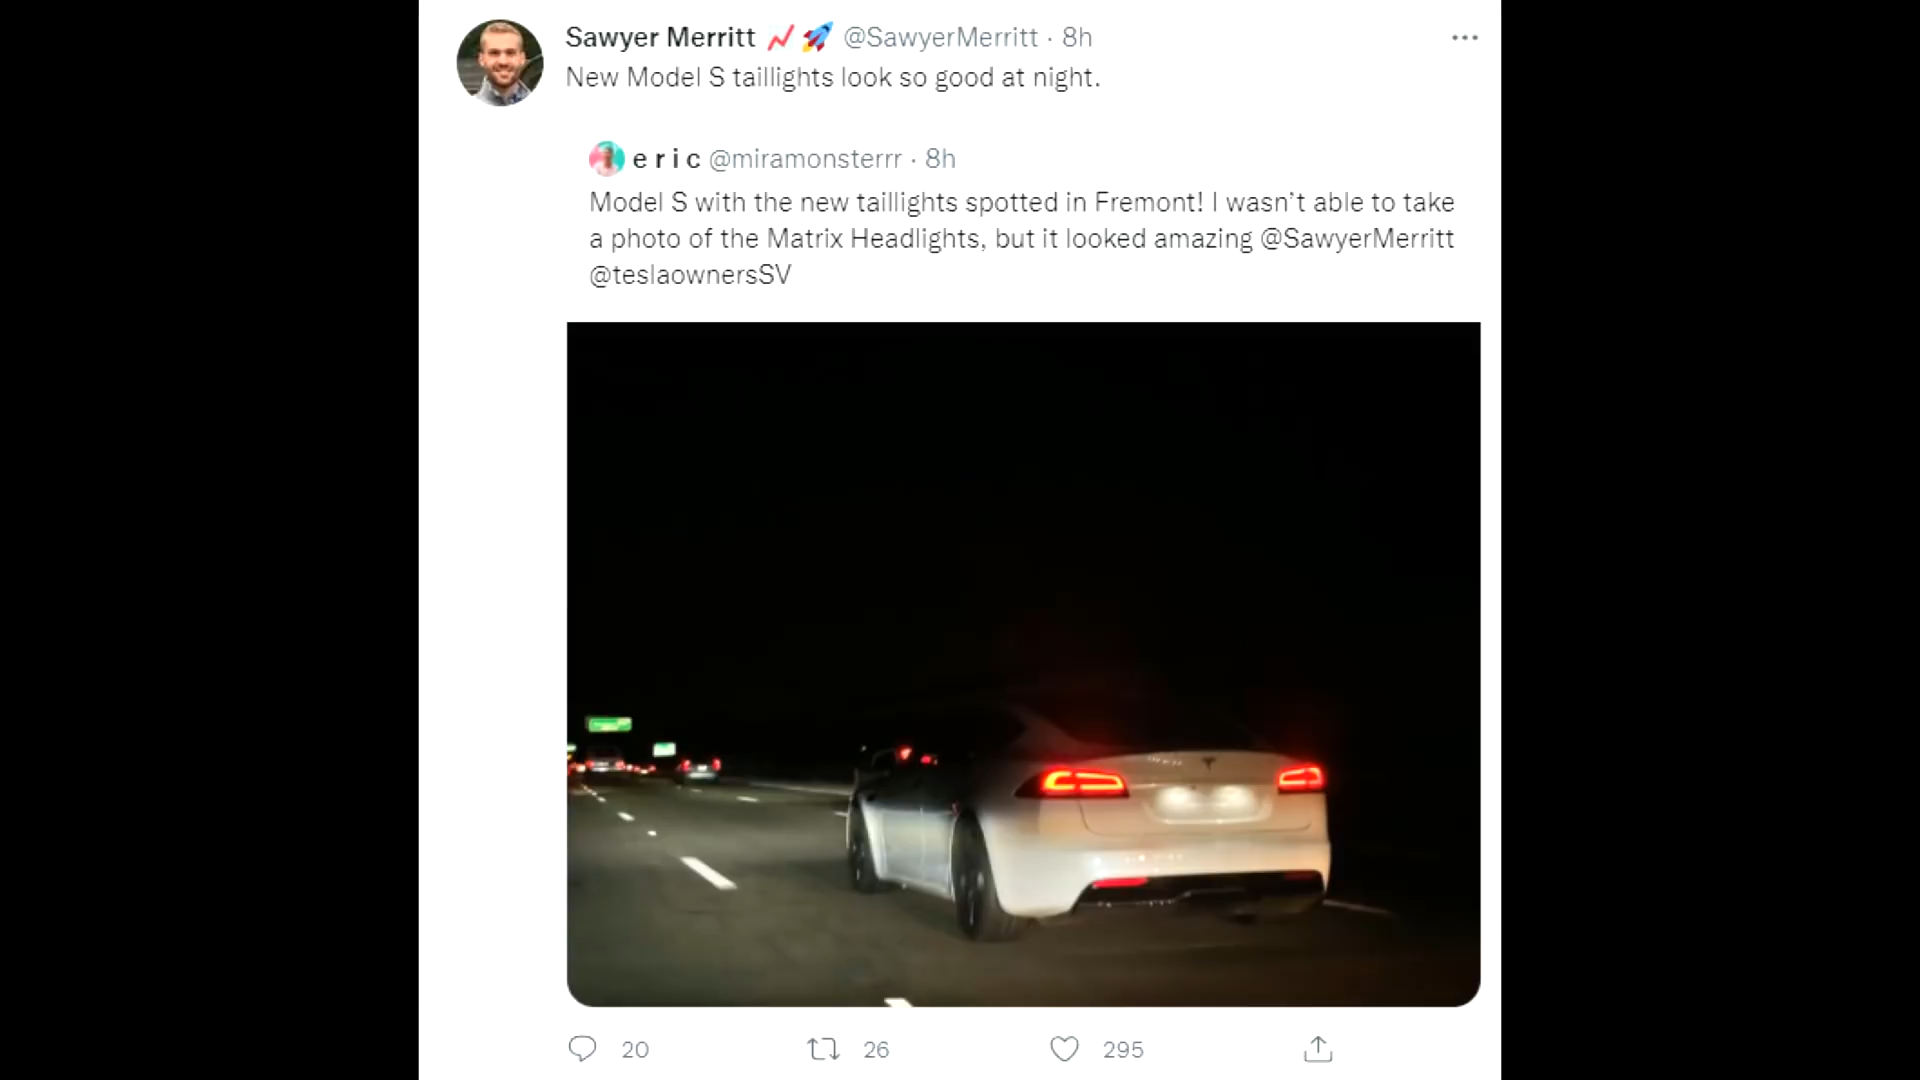 Sawyer Merritt 📈🚀 @SawyerMerritt · 8h
New Model S taillights look so good at night.
e r i c @miramonsterrr · 8h
Model S with the new taillights spotted in Fremont! I wasn’t able to take
a photo of the Matrix Headlights, but it looked amazing @SawyerMerritt
@teslaownersSV
20 26 295